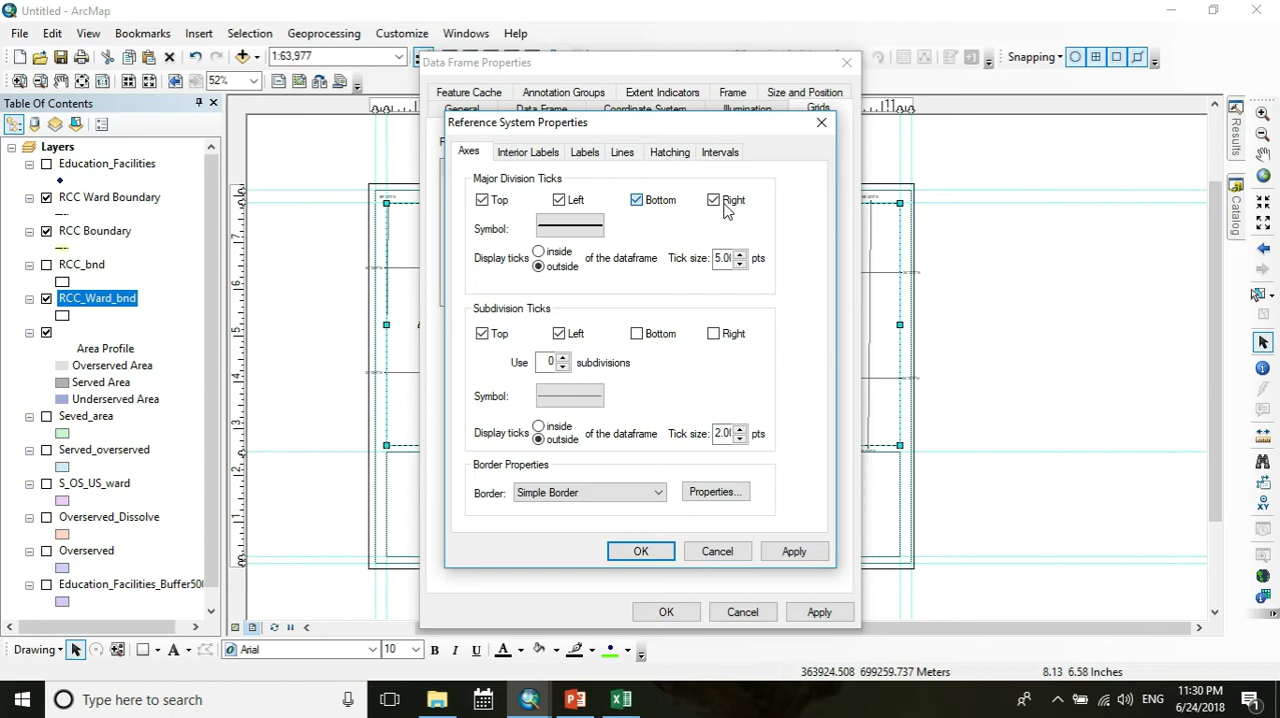 Untitled - ArcMap
File Edit View Bookmarks Insert Selection Geoprocessing Customize Windows Help
1:63,977
Snapping
52%
Table Of Contents
Layers
Education_Facilities
RCC Ward Boundary
RCC Boundary
RCC_bnd
RCC_Ward_bnd
Area Profile
Overserved Area
Served Area
Underserved Area
Seved_area
Served_overserved
S_OS_US_ward
Overserved_Dissolve
Overserved
Education_Facilities_Buffer500
Data Frame Properties
Feature Cache Annotation Groups Extent Indicators Frame Size and Position
General Data Frame Coordinate System Illumination Grids
Reference System Properties
Axes Interior Labels Labels Lines Hatching Intervals
Major Division Ticks
Top Left Bottom Right
Symbol:
Display ticks inside outside of the dataframe Tick size: 5.00 pts
Subdivision Ticks
Top Left Bottom Right
Use 0 subdivisions
Symbol:
Display ticks inside outside of the dataframe Tick size: 2.00 pts
Border Properties
Border: Simple Border Properties...
OK Cancel Apply
OK Cancel Apply
Results
Catalog
Drawing A Arial 10 B I U A
363924.508 699259.737 Meters 8.13 6.58 Inches
Type here to search
ENG
11:30 PM
6/24/2018